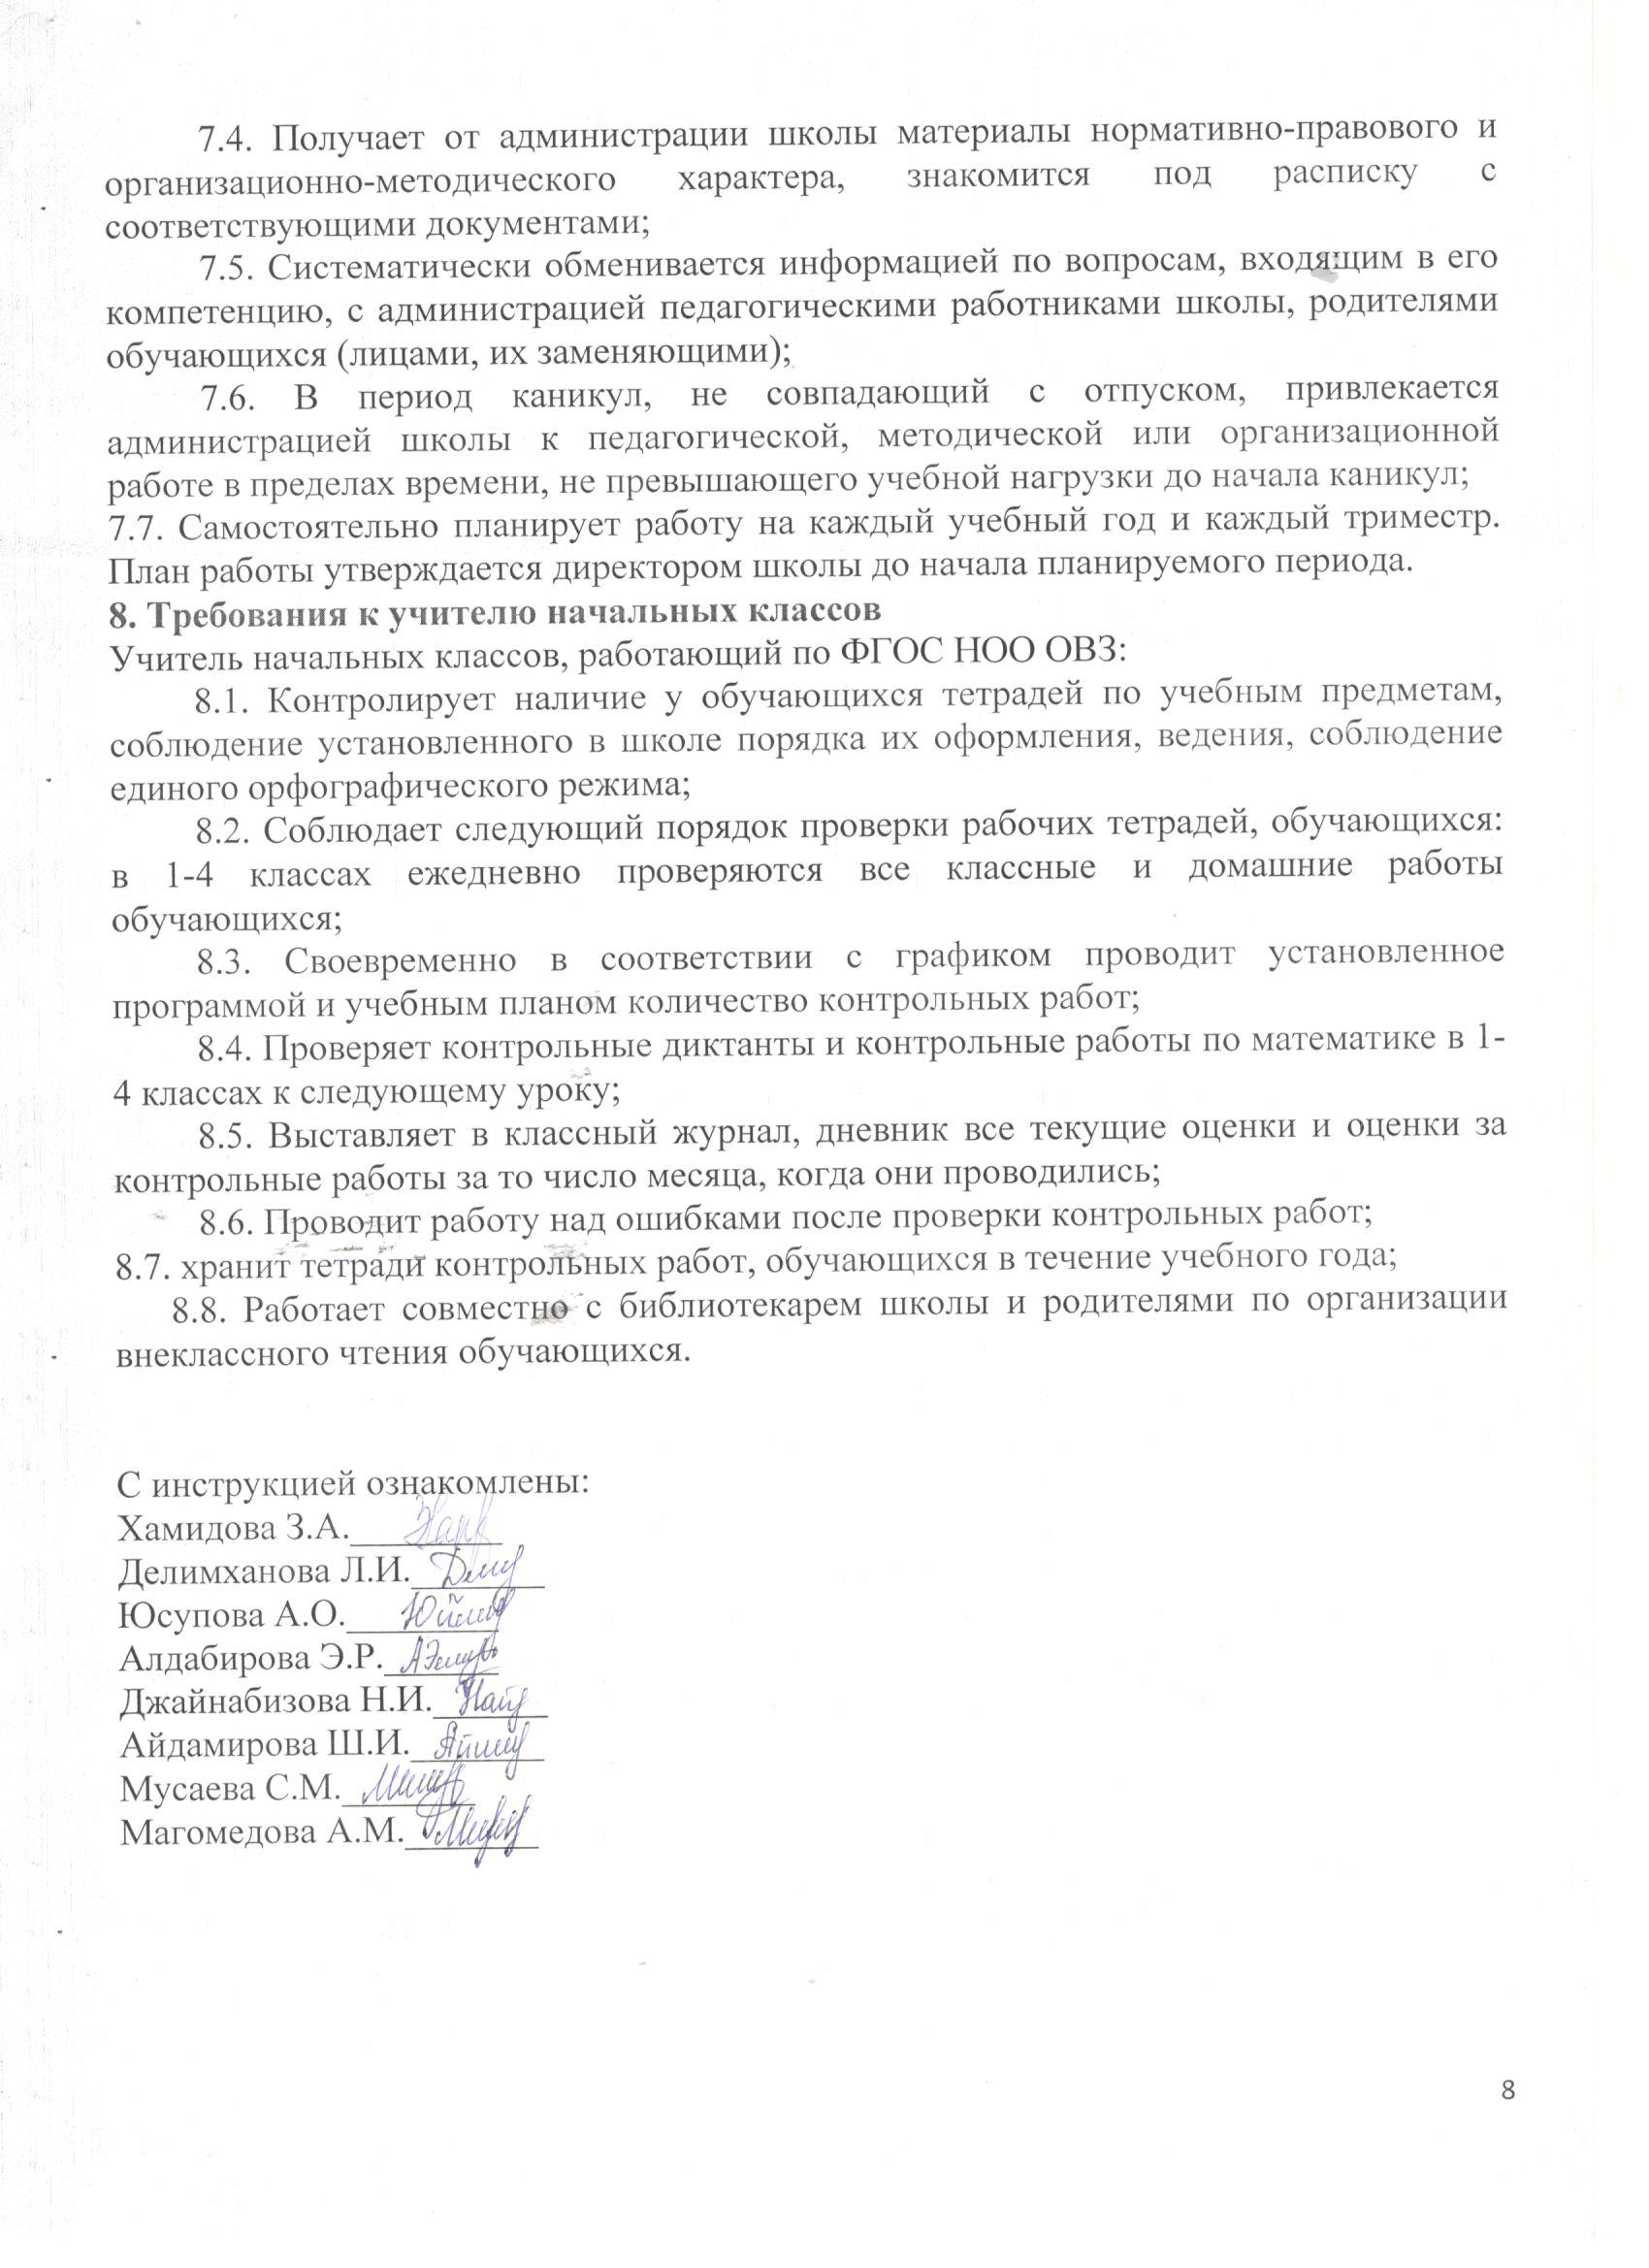 7.4. Получает от администрации школы материалы нормативно-правового и
организационно-методического характера, знакомится под расписку с
соответствующими документами;
7.5. Систематически обменивается информацией по вопросам, входящим в его
компетенцию, с администрацией педагогическими работниками школы, родителями
обучающихся (лицами, их заменяющими);
7.6. В период каникул, не совпадающий с отпуском, привлекается
администрацией школы к педагогической, методической или организационной
работе в пределах времени, не превышающего учебной нагрузки до начала каникул;
7.7. Самостоятельно планирует работу на каждый учебный год и каждый триместр.
План работы утверждается директором школы до начала планируемого периода.
8. Требования к учителю начальных классов
Учитель начальных классов, работающий по ФГОС НОО ОВЗ:
8.1. Контролирует наличие у обучающихся тетрадей по учебным предметам,
соблюдение установленного в школе порядка их оформления, ведения, соблюдение
единого орфографического режима;
8.2. Соблюдает следующий порядок проверки рабочих тетрадей, обучающихся:
в 1-4 классах ежедневно проверяются все классные и домашние работы
обучающихся;
8.3. Своевременно в соответствии с графиком проводит установленное
программой и учебным планом количество контрольных работ;
8.4. Проверяет контрольные диктанты и контрольные работы по математике в 1-
4 классах к следующему уроку;
8.5. Выставляет в классный журнал, дневник все текущие оценки и оценки за
контрольные работы за то число месяца, когда они проводились;
8.6. Проводит работу над ошибками после проверки контрольных работ;
8.7. хранит тетради контрольных работ, обучающихся в течение учебного года;
8.8. Работает совместно с библиотекарем школы и родителями по организации
внеклассного чтения обучающихся.
С инструкцией ознакомлены:
Хамидова З.А.
Делимханова Л.И.
Юсупова А.О.
Алдабирова Э.Р.
Джайнабизова Н.И.
Айдамирова Ш.И.
Мусаева С.М.
Магомедова А.М.
8